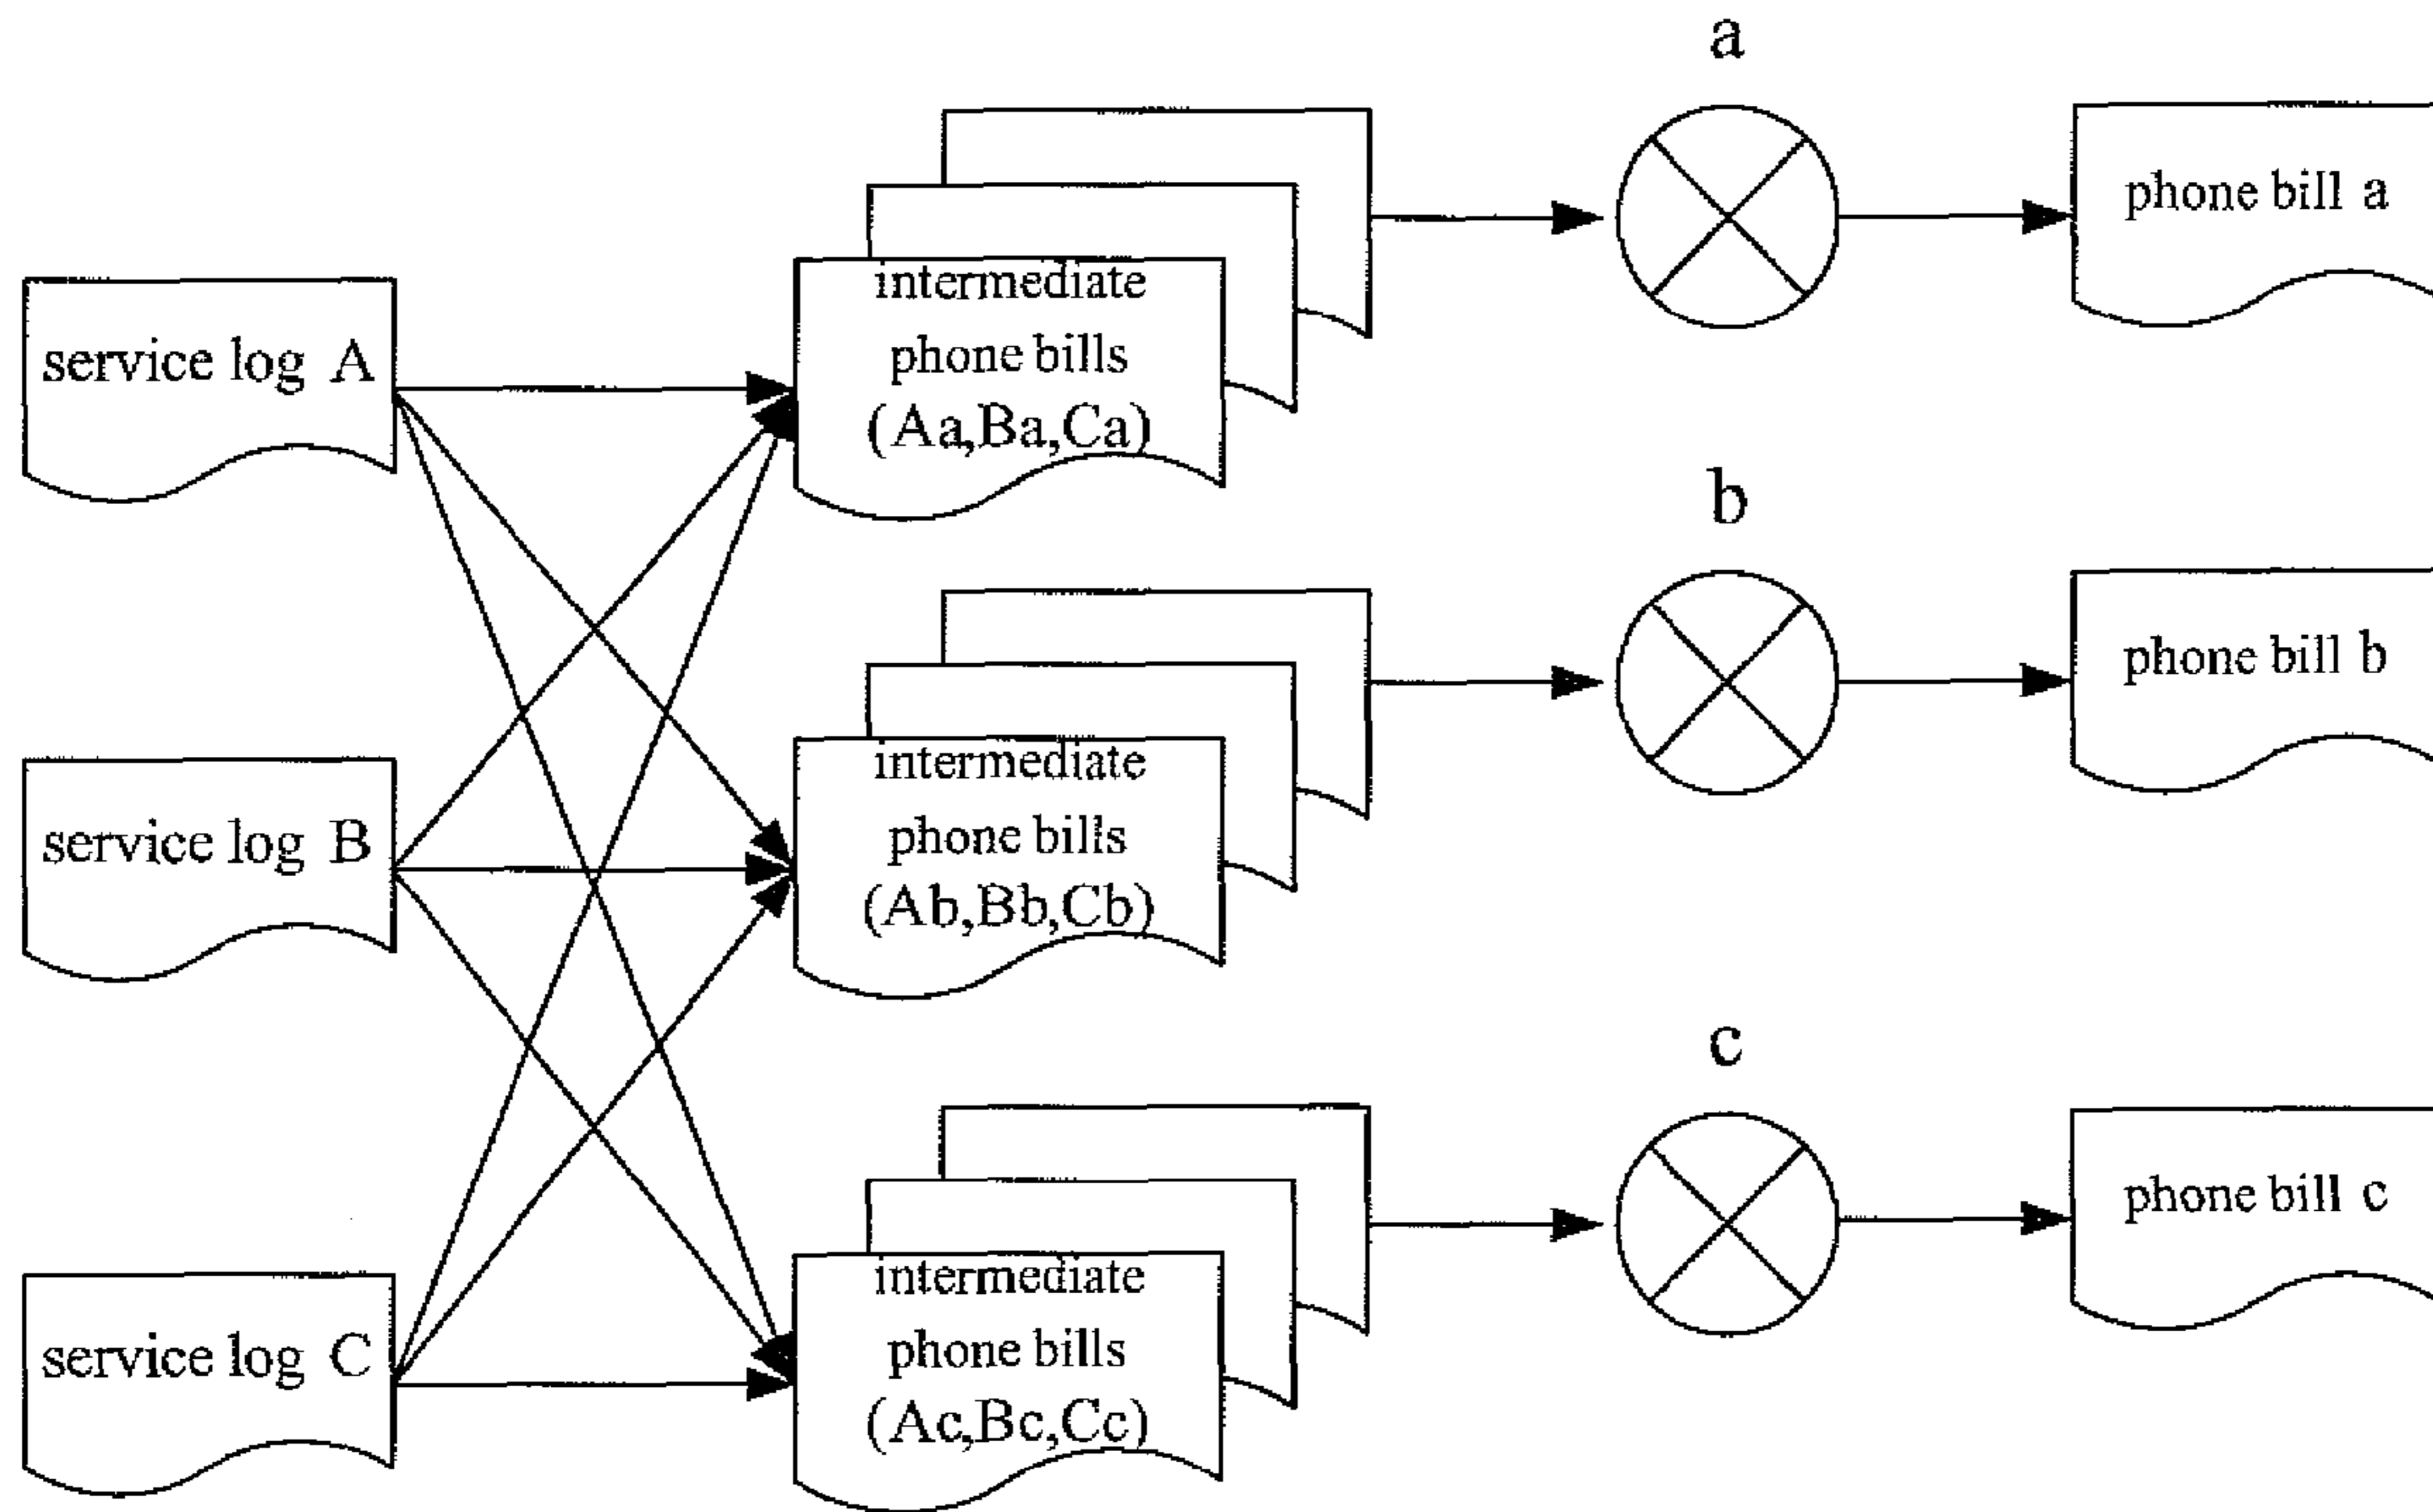 a
phone bill a
intermediate
phone bills
(Aa,Ba,Ca)
service log A
b
phone bill b
intermediate
phone bills
(Ab,Bb,Cb)
service log B
c
phone bill c
intermediate
phone bills
(Ac,Bc,Cc)
service log C